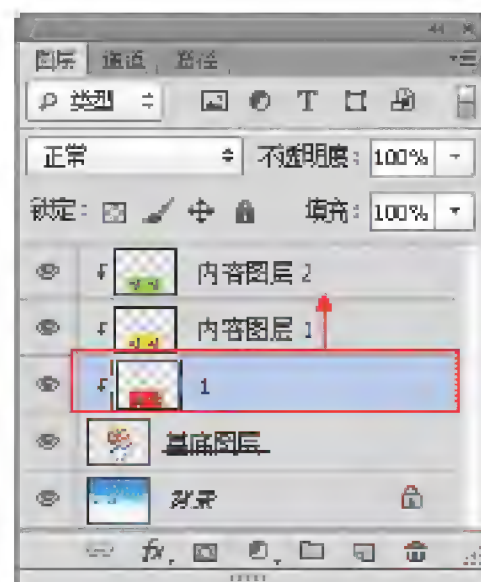 图层 通道 路径
类型 T
正常 不透明度: 100%
锁定: 填充: 100%
内容图层 2
内容图层 1
1
基底图层
背景
fx.